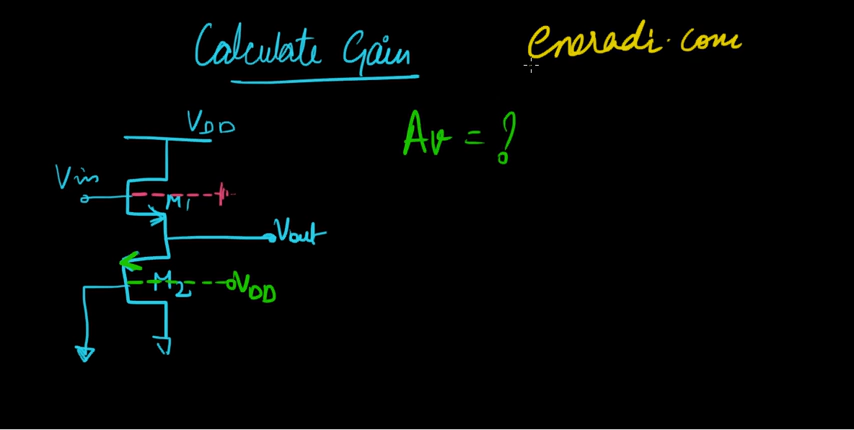 Calculate Gain
eneradi.com
VDD
Av = ?
Vin
M1
Vout
M2
VDD